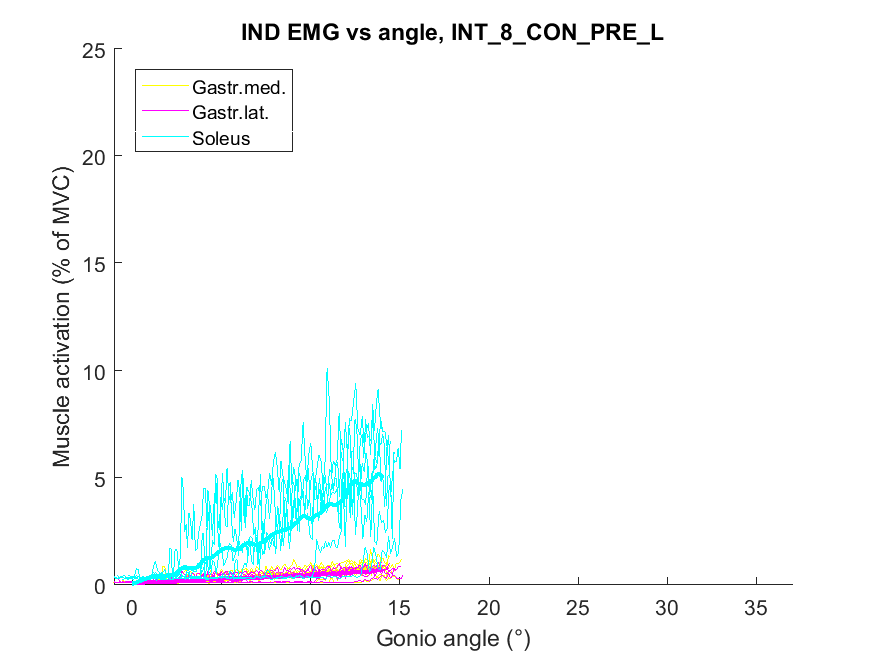 IND EMG vs angle, INT_8_CON_PRE_L
25
20
15
10
5
0
Muscle activation (% of MVC)
Gastr.med.
Gastr.lat.
Soleus
0 5 10 15 20 25 30 35
Gonio angle (°)